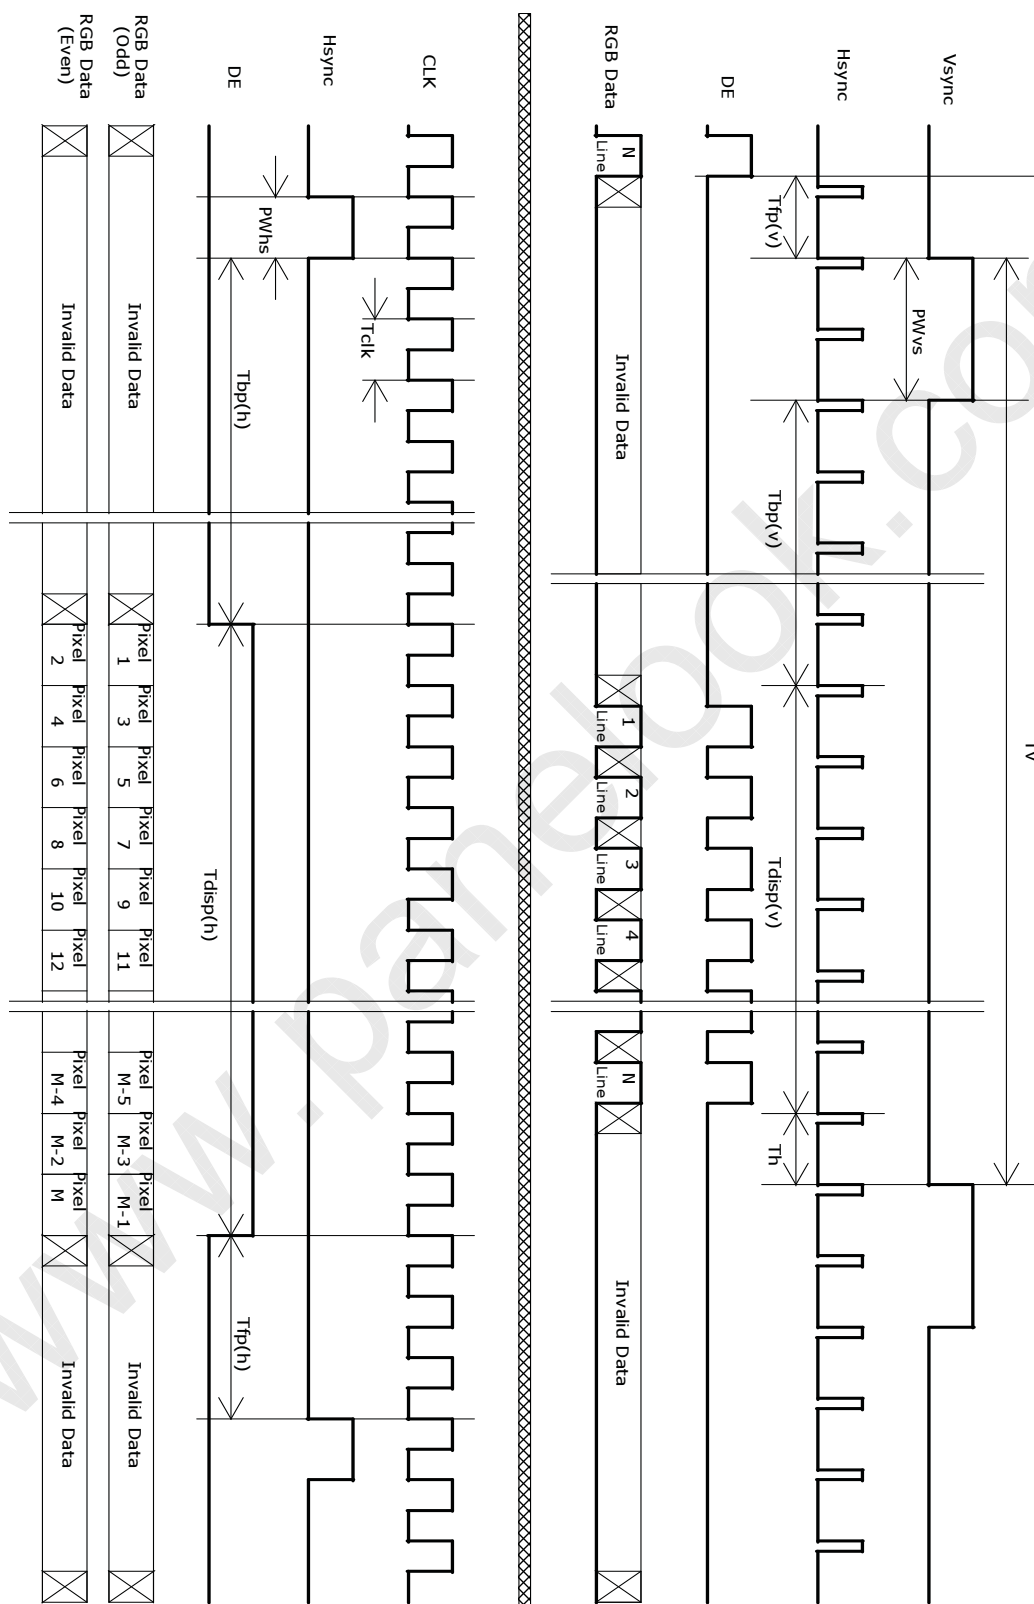 TV
Vsync
PWvs
Hsync
Tfp(v)
Tbp(v)
Tdisp(v)
Th
DE
RGB Data
N
Line
Invalid Data
1
Line
2
Line
3
Line
4
Line
N
Line
Invalid Data
CLK
Tclk
Hsync
PWhs
DE
Tbp(h)
Tdisp(h)
Tfp(h)
RGB Data
(Odd)
Invalid Data
Pixel
1
Pixel
3
Pixel
5
Pixel
7
Pixel
9
Pixel
11
Pixel
M-5
Pixel
M-3
Pixel
M-1
Invalid Data
RGB Data
(Even)
Invalid Data
Pixel
2
Pixel
4
Pixel
6
Pixel
8
Pixel
10
Pixel
12
Pixel
M-4
Pixel
M-2
Pixel
M
Invalid Data
www.panelook.com